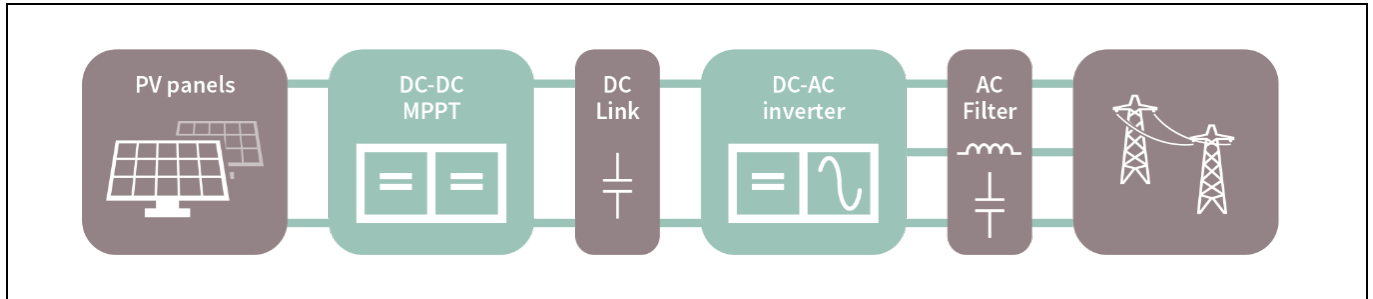 PV panels
DC-DC
MPPT
DC
Link
DC-AC
inverter
AC
Filter